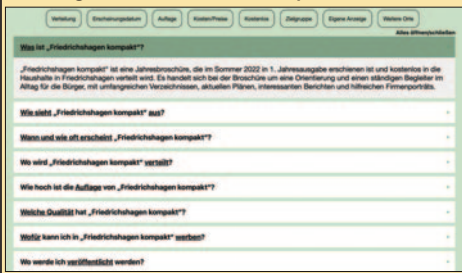 Verteilung Erscheinungsdatum Auflage Kosten/Preise Kostenlos Zielgruppe Eigene Anzeige Weitere Orte
Alles öffnen/schließen
Was ist „Friedrichshagen kompakt“?
„Friedrichshagen kompakt“ ist eine Jahresbroschüre, die im Sommer 2022 in 1. Jahresausgabe erschienen ist und kostenlos in die
Haushalte in Friedrichshagen verteilt wird. Es handelt sich bei der Broschüre um eine Orientierung und einen ständigen Begleiter im
Alltag für die Bürger, mit umfangreichen Verzeichnissen, aktuellen Plänen, interessanten Berichten und hilfreichen Firmenporträts.
Wie sieht „Friedrichshagen kompakt“ aus?
Wann und wie oft erscheint „Friedrichshagen kompakt“?
Wo wird „Friedrichshagen kompakt“ verteilt?
Wie hoch ist die Auflage von „Friedrichshagen kompakt“?
Welche Qualität hat „Friedrichshagen kompakt“?
Wofür kann ich in „Friedrichshagen kompakt“ werben?
Wo werde ich veröffentlicht werden?